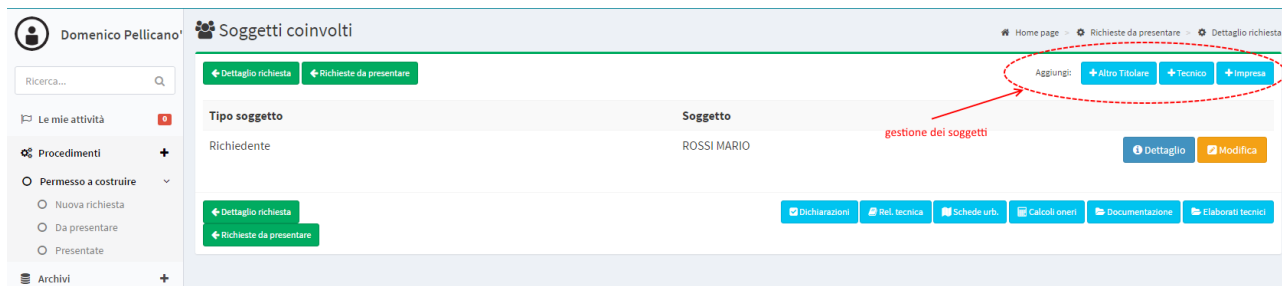 Domenico Pellicano'
Soggetti coinvolti
Home page > Richieste da presentare > Dettaglio richiesta
Ricerca...
Dettaglio richiesta
Richieste da presentare
Aggiungi:
Altro Titolare
Tecnico
Impresa
Le mie attività
0
Tipo soggetto
Soggetto
gestione dei soggetti
Procedimenti
Richiedente
ROSSI MARIO
Dettaglio
Modifica
Permesso a costruire
Nuova richiesta
Da presentare
Presentate
Dettaglio richiesta
Richieste da presentare
Dichiarazioni
Rel. tecnica
Schede urb.
Calcoli oneri
Documentazione
Elaborati tecnici
Archivi